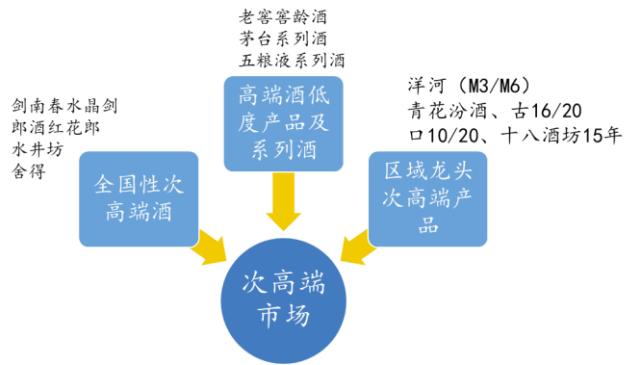 老窖窖龄酒
茅台系列酒
五粮液系列酒
高端酒低
度产品及
系列酒
剑南春水晶剑
郎酒红花郎
水井坊
舍得
全国性次
高端酒
洋河（M3/M6）
青花汾酒、古16/20
口10/20、十八酒坊15年
区域龙头
次高端产
品
次高端
市场